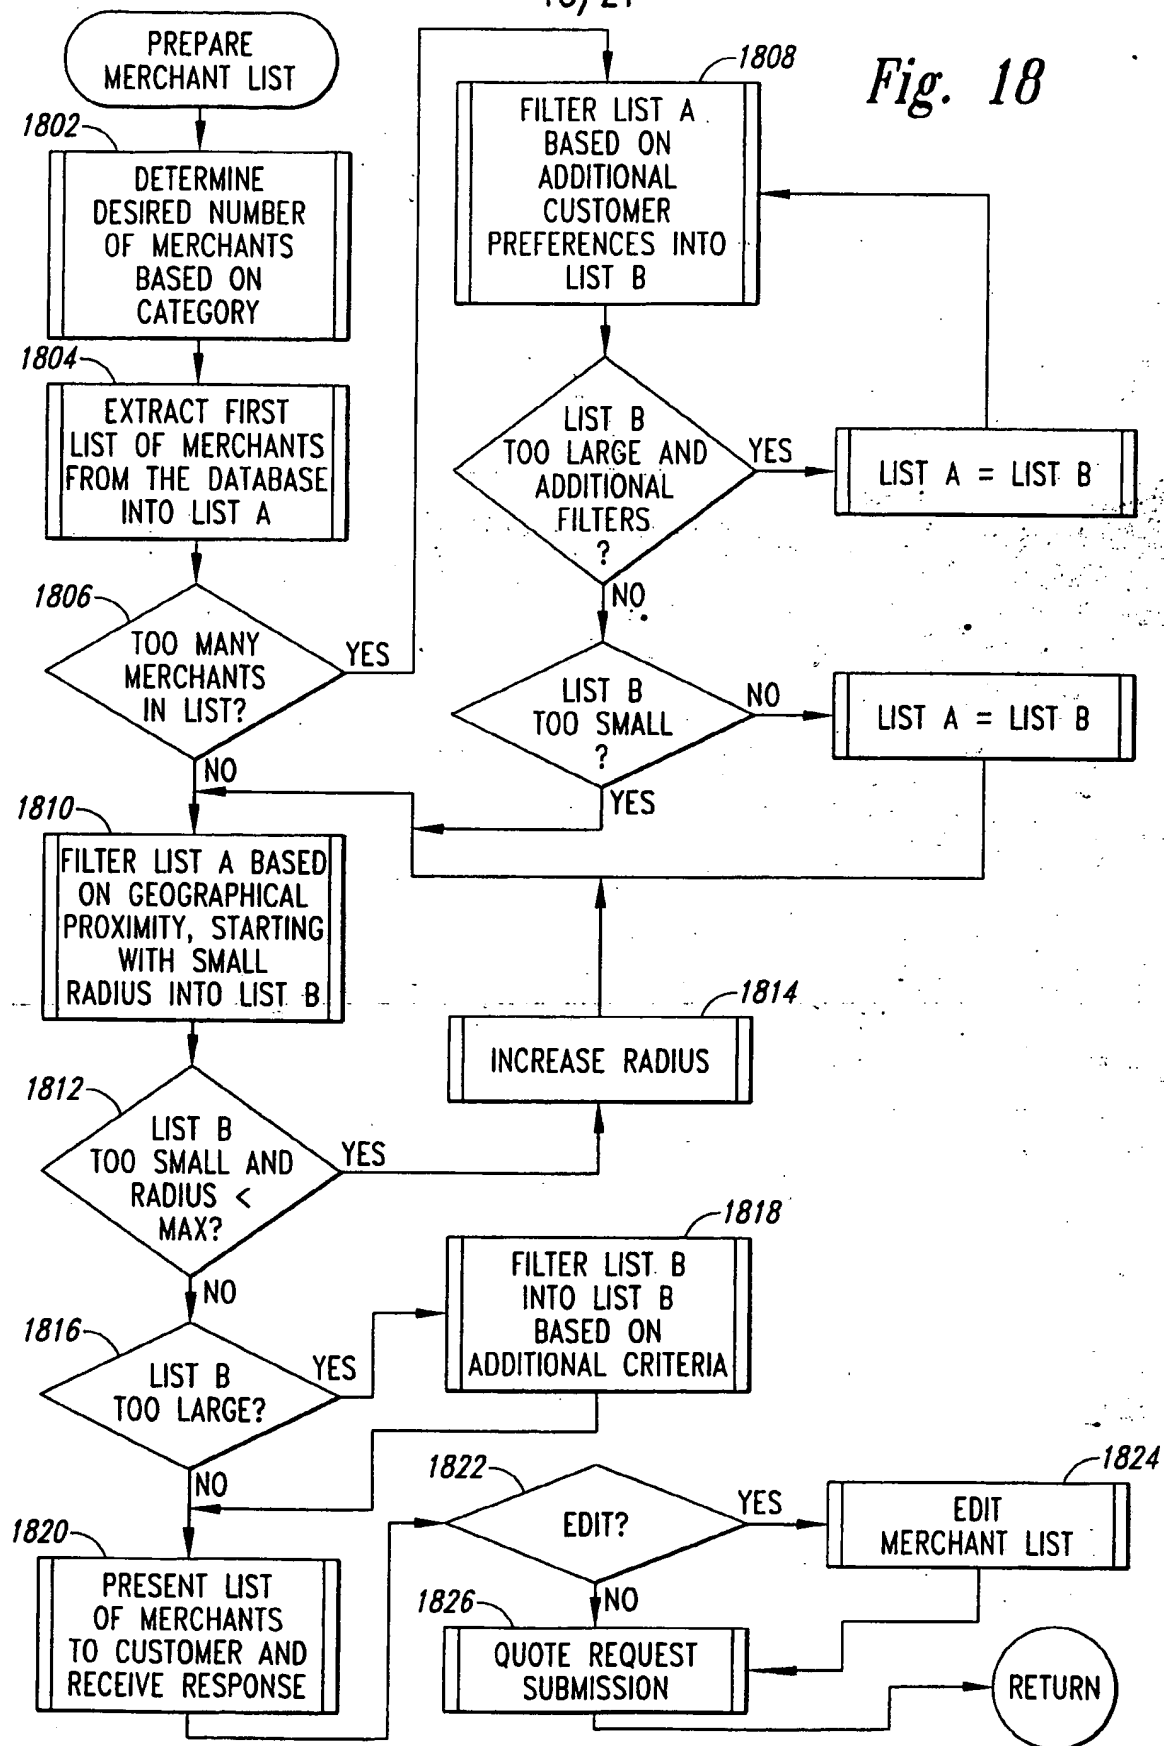 Fig. 18
PREPARE
MERCHANT LIST
1802
DETERMINE
DESIRED NUMBER
OF MERCHANTS
BASED ON
CATEGORY
1804
EXTRACT FIRST
LIST OF MERCHANTS
FROM THE DATABASE
INTO LIST A
1806
TOO MANY
MERCHANTS
IN LIST?
YES
NO
1808
FILTER LIST A
BASED ON
ADDITIONAL
CUSTOMER
PREFERENCES INTO
LIST B
LIST B
TOO LARGE AND
ADDITIONAL
FILTERS
?
YES
LIST A = LIST B
NO
LIST B
TOO SMALL
?
NO
LIST A = LIST B
YES
1810
FILTER LIST A BASED
ON GEOGRAPHICAL
PROXIMITY, STARTING
WITH SMALL
RADIUS INTO LIST B
1812
LIST B
TOO SMALL AND
RADIUS <
MAX?
YES
1814
INCREASE RADIUS
NO
1816
LIST B
TOO LARGE?
YES
1818
FILTER LIST B
INTO LIST B
BASED ON
ADDITIONAL CRITERIA
NO
1820
PRESENT LIST
OF MERCHANTS
TO CUSTOMER AND
RECEIVE RESPONSE
1822
EDIT?
YES
1824
EDIT
MERCHANT LIST
NO
1826
QUOTE REQUEST
SUBMISSION
RETURN